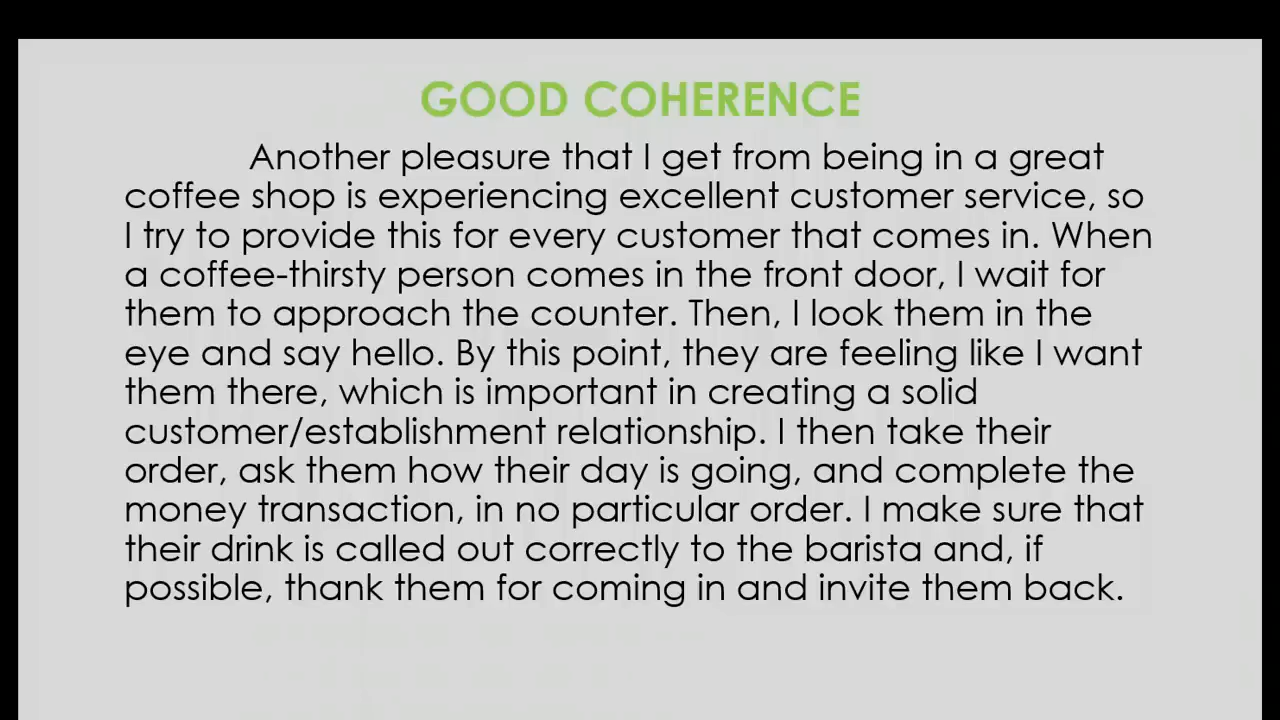 GOOD COHERENCE
Another pleasure that I get from being in a great
coffee shop is experiencing excellent customer service, so
I try to provide this for every customer that comes in. When
a coffee-thirsty person comes in the front door, I wait for
them to approach the counter. Then, I look them in the
eye and say hello. By this point, they are feeling like I want
them there, which is important in creating a solid
customer/establishment relationship. I then take their
order, ask them how their day is going, and complete the
money transaction, in no particular order. I make sure that
their drink is called out correctly to the barista and, if
possible, thank them for coming in and invite them back.